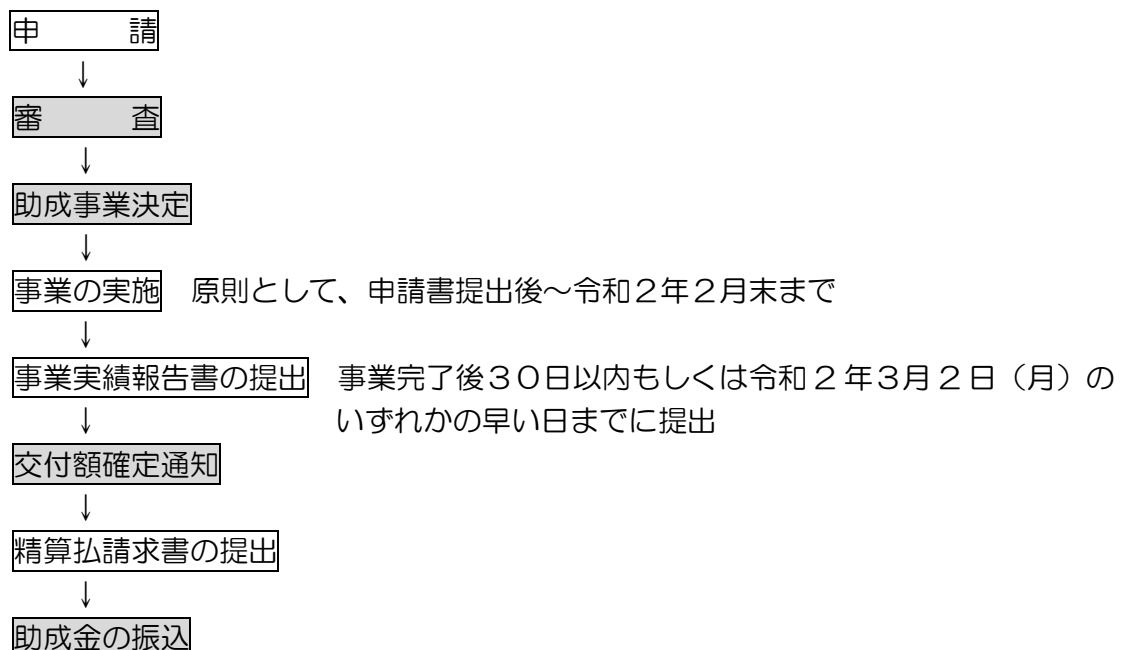 申　　　請
↓
審　　　査
↓
助成事業決定
↓
事業の実施　原則として、申請書提出後～令和２年２月末まで
↓
事業実績報告書の提出　事業完了後３０日以内もしくは令和２年３月２日（月）の
↓　いずれかの早い日までに提出
交付額確定通知
↓
精算払請求書の提出
↓
助成金の振込